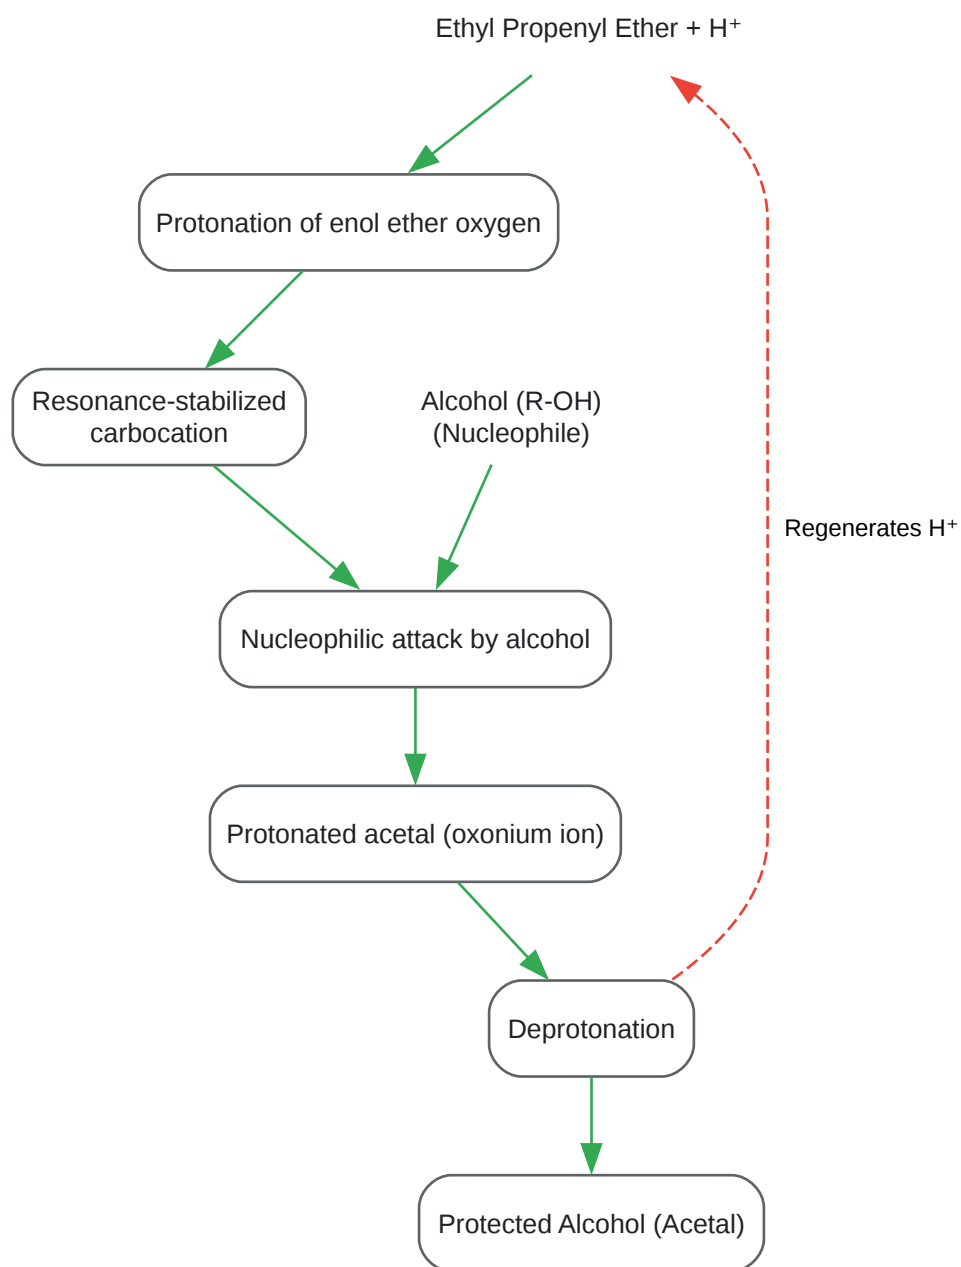 Ethyl Propenyl Ether + H⁺
Protonation of enol ether oxygen
Resonance-stabilized
carbocation
Alcohol (R-OH)
(Nucleophile)
Regenerates H⁺
Nucleophilic attack by alcohol
Protonated acetal (oxonium ion)
Deprotonation
Protected Alcohol (Acetal)